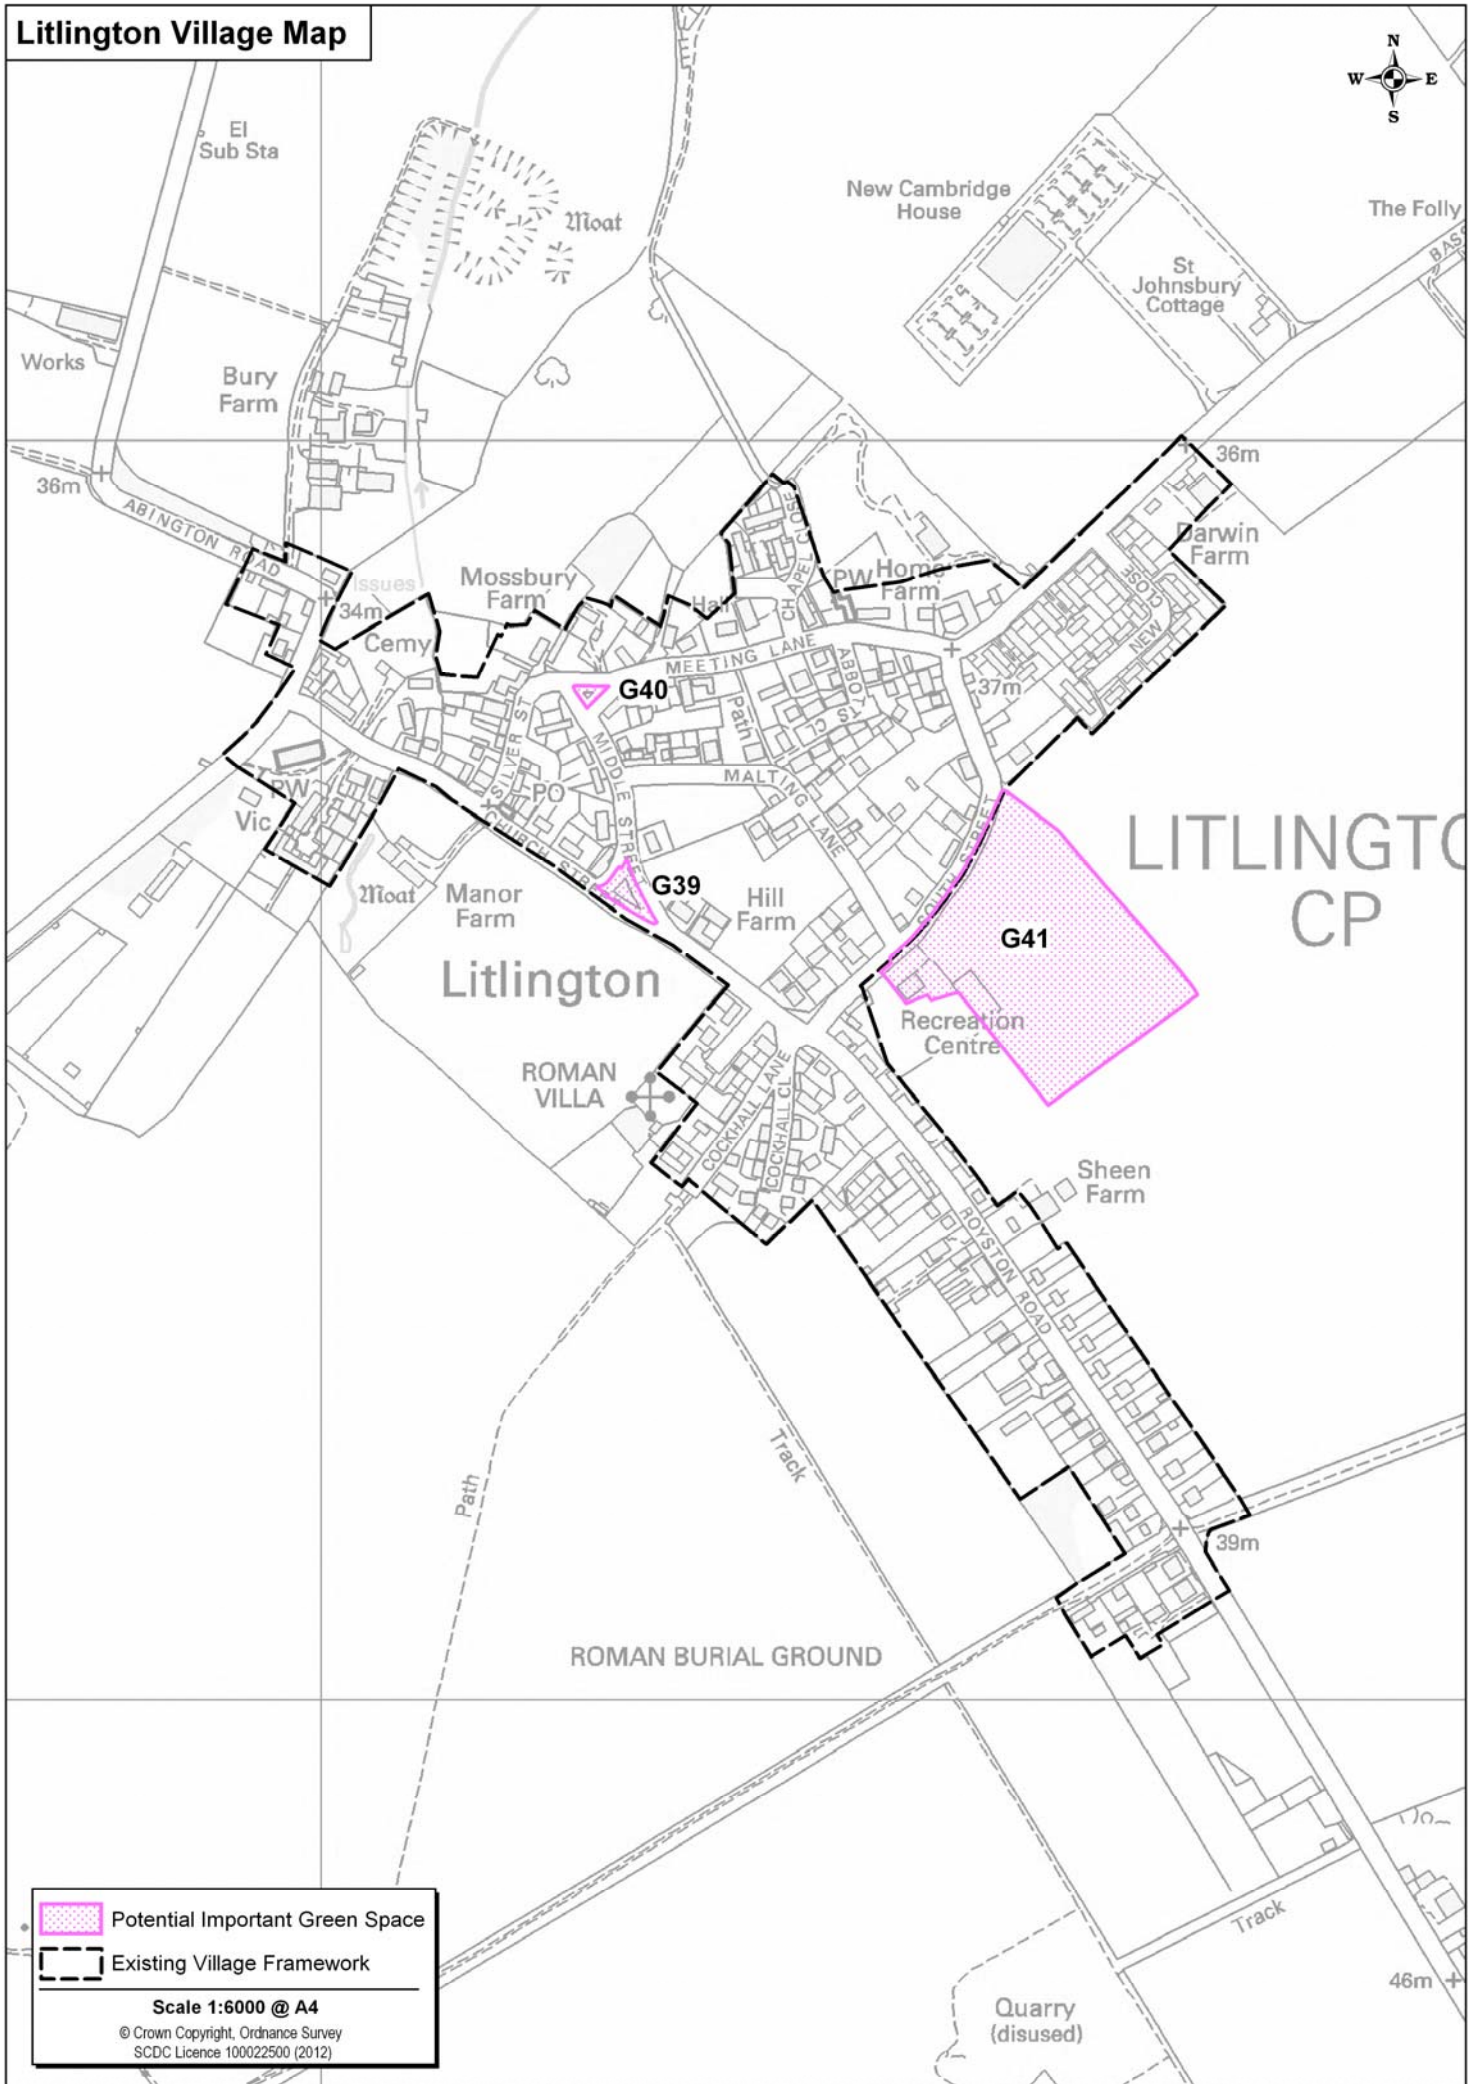 Litlington Village Map
N
W E
S
El
Sub Sta
Moat
New Cambridge
House
The Folly
BASS
St
Johnsbury
Cottage
Works
Bury
Farm
36m
36m
ABINGTON ROAD
Darwin
Farm
Issues
Mossbury
Farm
CHAPEL CLOSE
PW
Home
Farm
34m
Hall
NEW CLOSE
Cemy
MEETING LANE
ABBOTTS CL
G40
37m
Path
SILVER ST
MIDDLE STREET
MALTING LANE
PO
PW
Vic
CHURCH STR
SOUTH STREET
LITLINGTO
CP
Moat
Manor
Farm
G39
Hill
Farm
G41
Litlington
Recreation
Centre
ROMAN
VILLA
COCKHALL LANE
COCKHALL CL
Sheen
Farm
ROYSTON ROAD
Track
Path
39m
ROMAN BURIAL GROUND
Track
46m
Quarry
(disused)
Potential Important Green Space
Existing Village Framework
Scale 1:6000 @ A4
© Crown Copyright, Ordnance Survey
SCDC Licence 100022500 (2012)